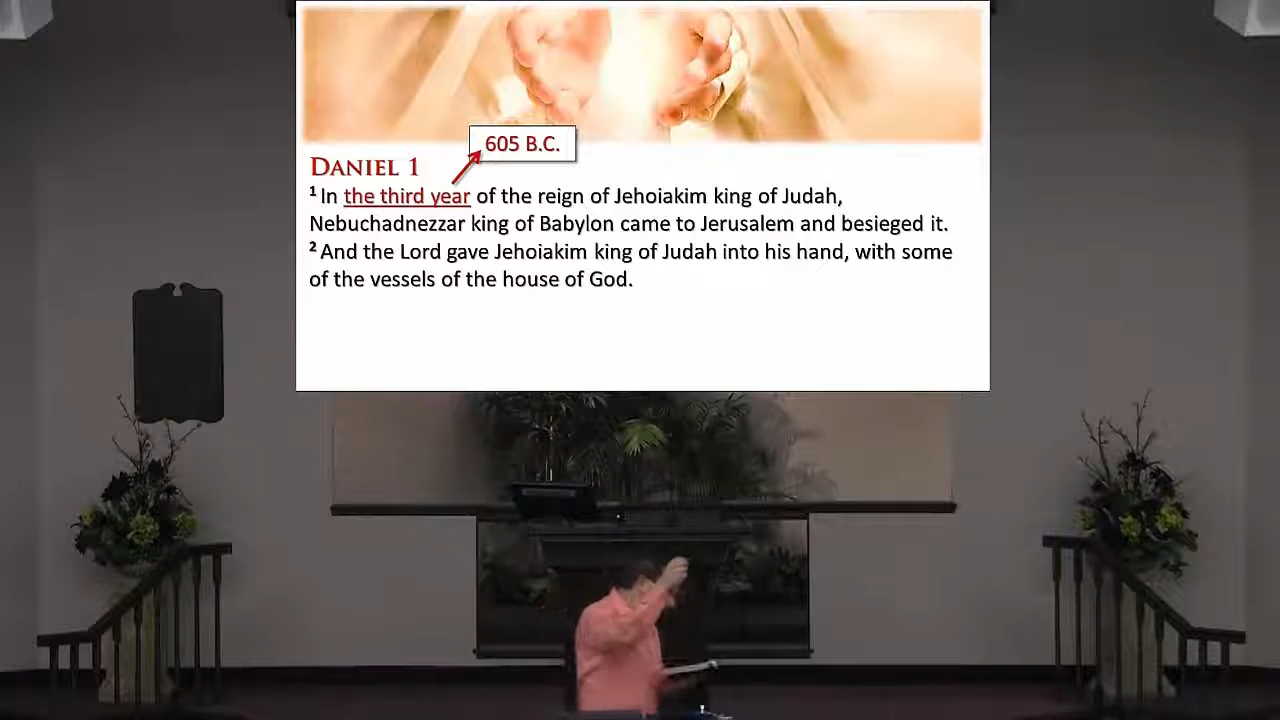 605 B.C.
DANIEL 1
1 In the third year of the reign of Jehoiakim king of Judah,
Nebuchadnezzar king of Babylon came to Jerusalem and besieged it.
2 And the Lord gave Jehoiakim king of Judah into his hand, with some
of the vessels of the house of God.